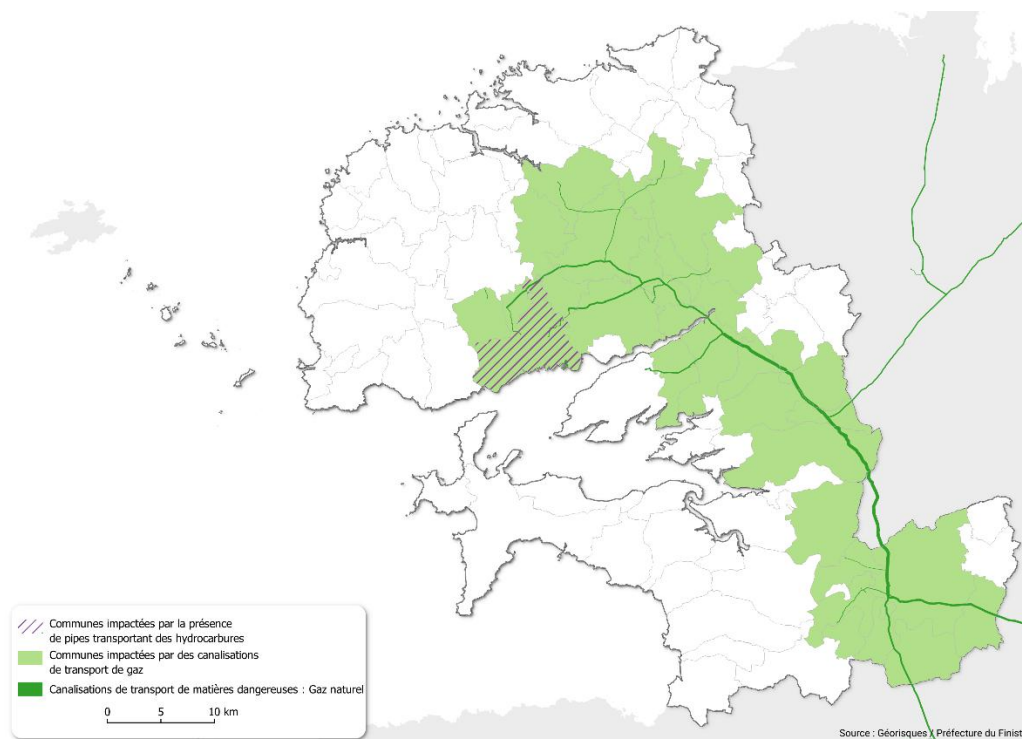 Communes impactées par la présence
de pipes transportant des hydrocarbures
Communes impactées par des canalisations
de transport de gaz
Canalisations de transport de matières dangereuses : Gaz naturel
0 5 10 km
Source : Géorisques / Préfecture du Finist